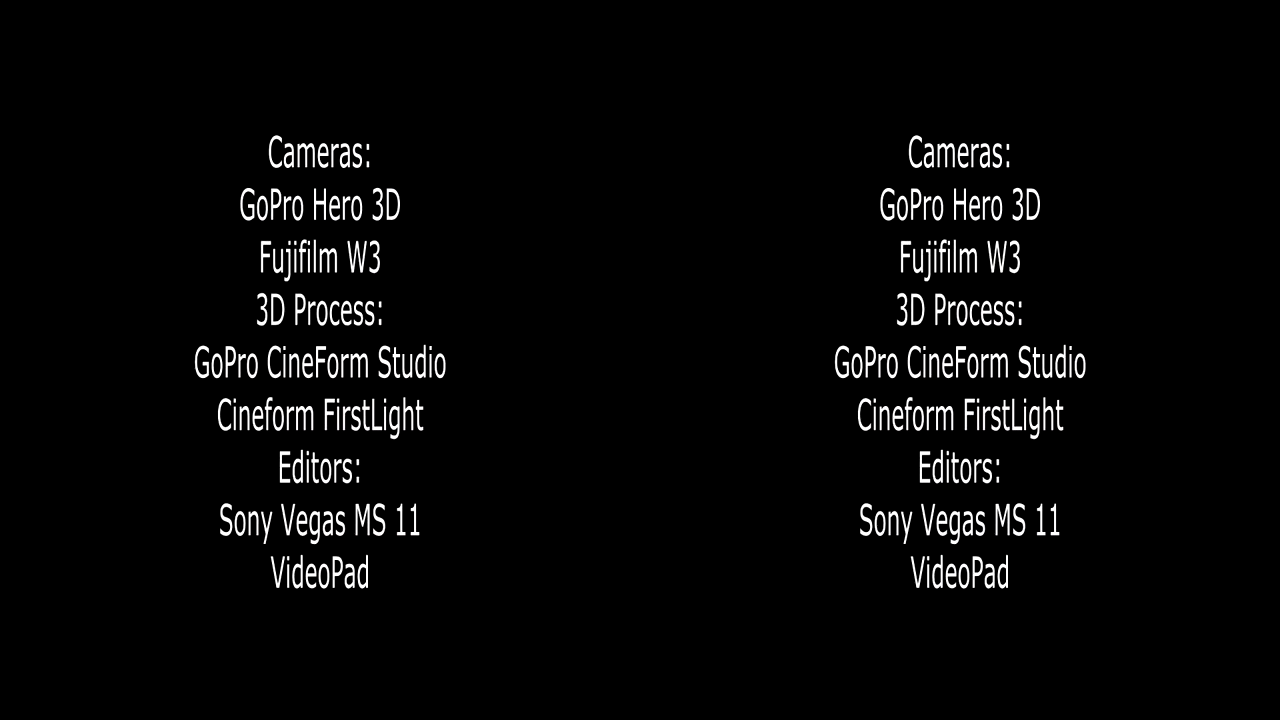 Cameras:
GoPro Hero 3D
Fujifilm W3
3D Process:
GoPro CineForm Studio
Cineform FirstLight
Editors:
Sony Vegas MS 11
VideoPad
Cameras:
GoPro Hero 3D
Fujifilm W3
3D Process:
GoPro CineForm Studio
Cineform FirstLight
Editors:
Sony Vegas MS 11
VideoPad